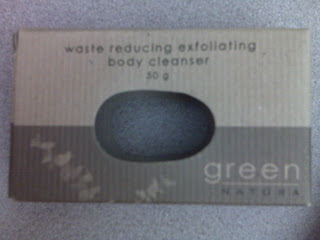 waste reducing exfoliating
body cleanser
50 g
green
NATURA